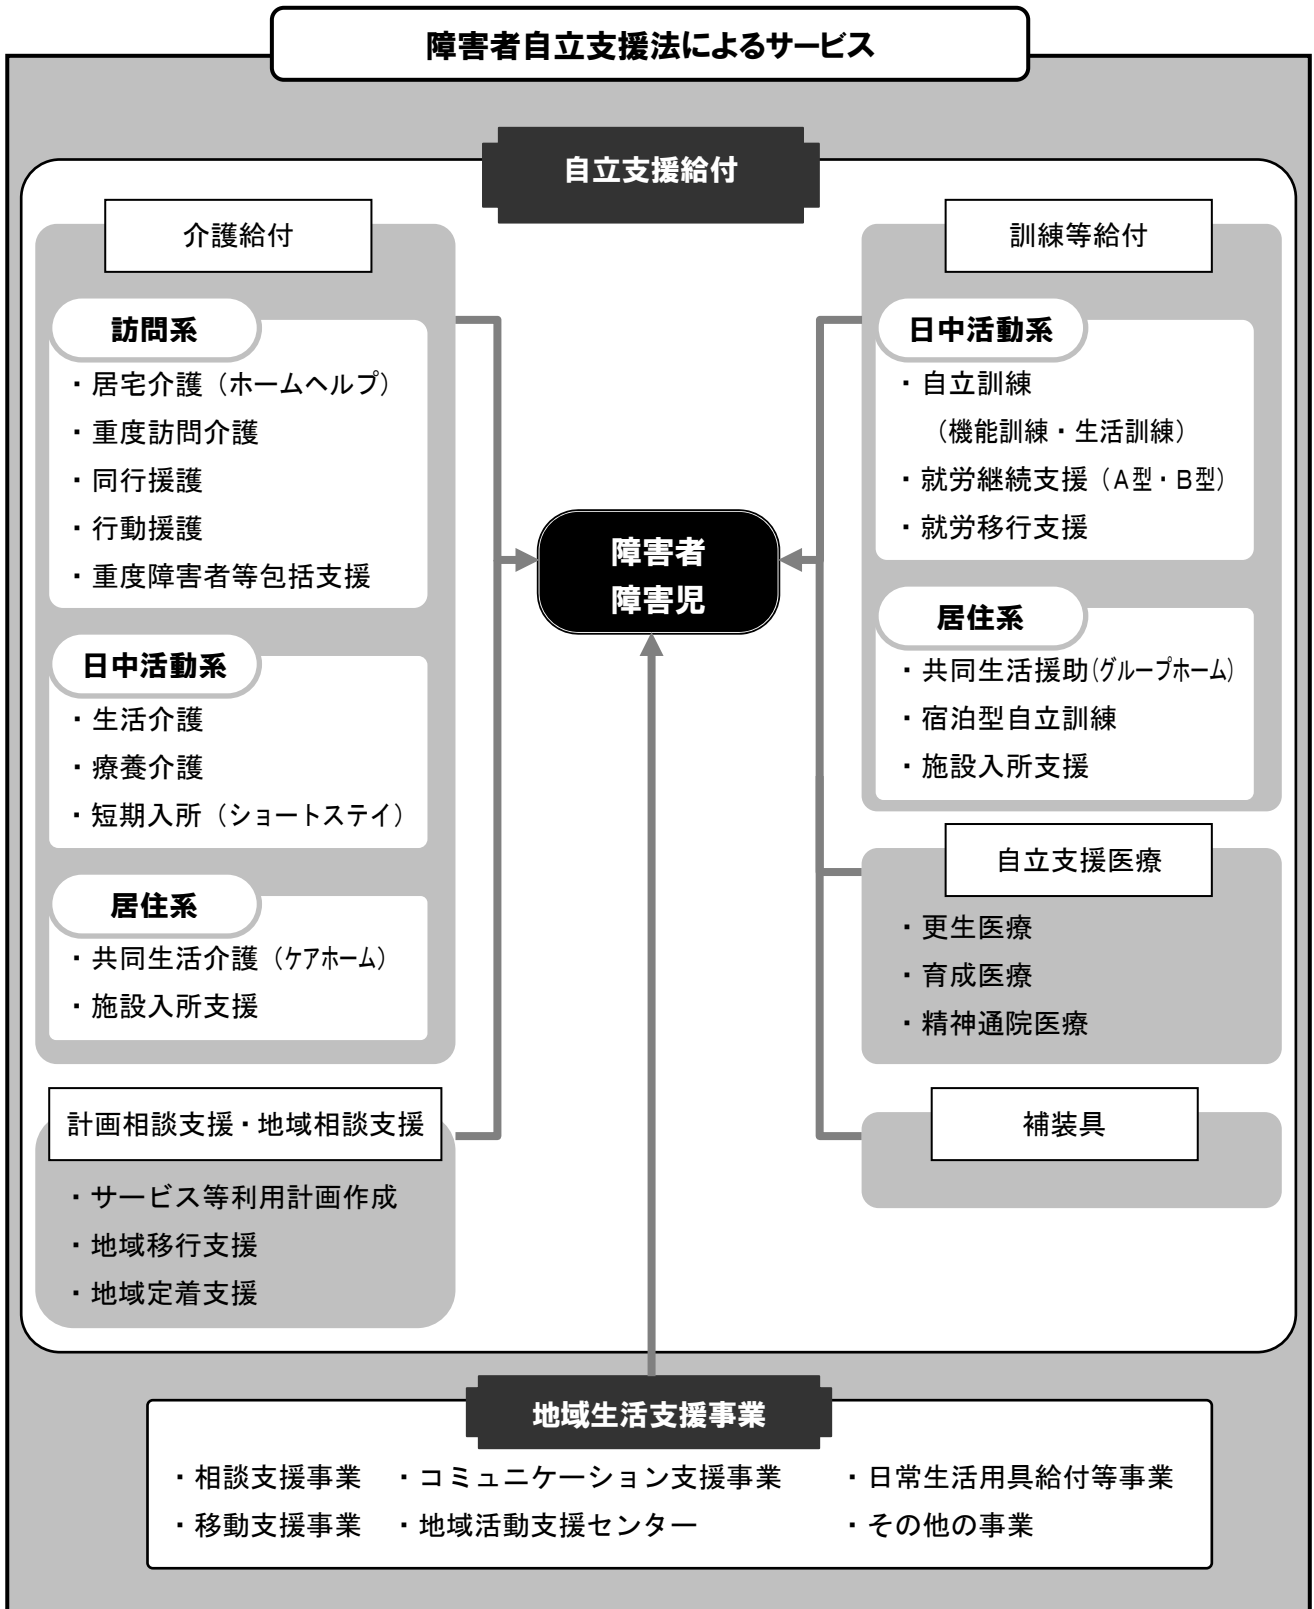 障害者自立支援法によるサービス
自立支援給付
介護給付
訪問系
・居宅介護（ホームヘルプ）
・重度訪問介護
・同行援護
・行動援護
・重度障害者等包括支援
日中活動系
・生活介護
・療養介護
・短期入所（ショートステイ）
居住系
・共同生活介護（ケアホーム）
・施設入所支援
計画相談支援・地域相談支援
・サービス等利用計画作成
・地域移行支援
・地域定着支援
障害者
障害児
訓練等給付
日中活動系
・自立訓練
（機能訓練・生活訓練）
・就労継続支援（Ａ型・Ｂ型）
・就労移行支援
居住系
・共同生活援助(グループホーム)
・宿泊型自立訓練
・施設入所支援
自立支援医療
・更生医療
・育成医療
・精神通院医療
補装具
地域生活支援事業
・相談支援事業　・コミュニケーション支援事業　・日常生活用具給付等事業
・移動支援事業　・地域活動支援センター　・その他の事業